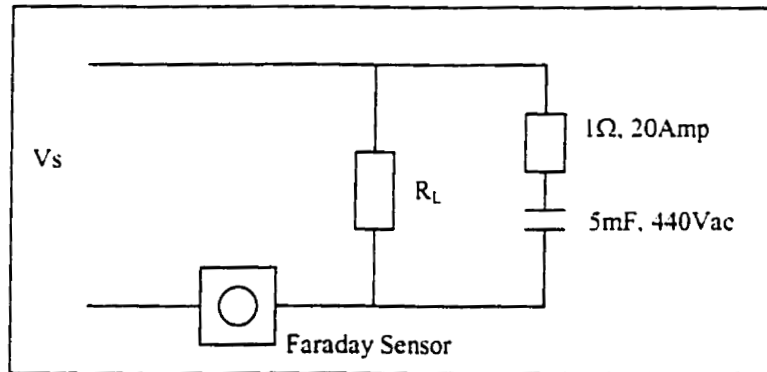 1Ω, 20Amp
Vs
R_L
5mF, 440Vac
Faraday Sensor